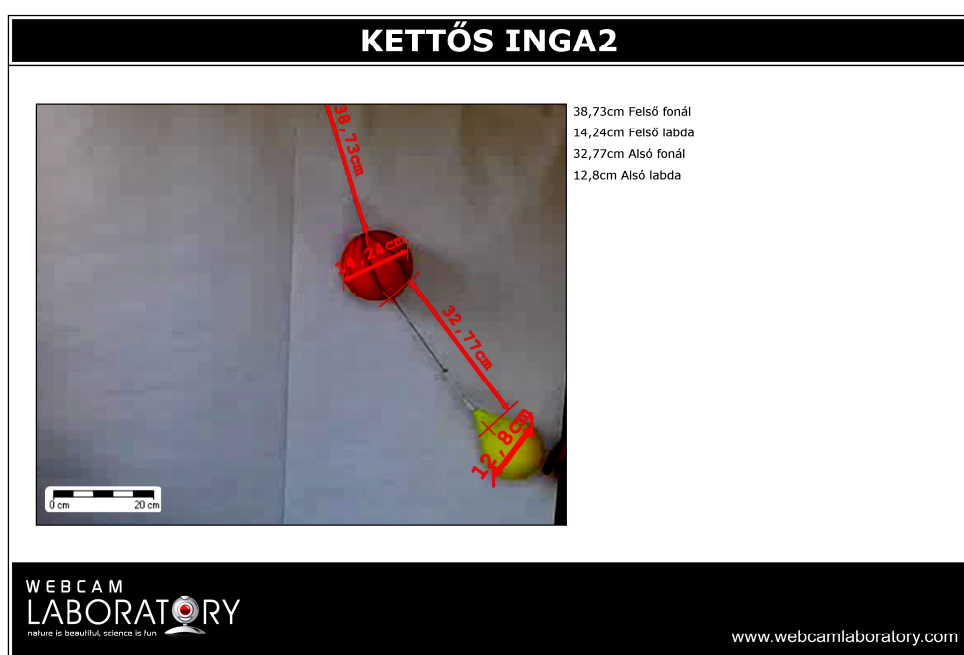 KETTŐS INGA2
38,73cm Felső fonál
14,24cm Felső labda
32,77cm Alsó fonál
12,8cm Alsó labda
38,73cm
14,24cm
32,77cm
12,8cm
0 cm 20 cm
WEBCAM
LABORATORY
nature is beautiful, science is fun
www.webcamlaboratory.com